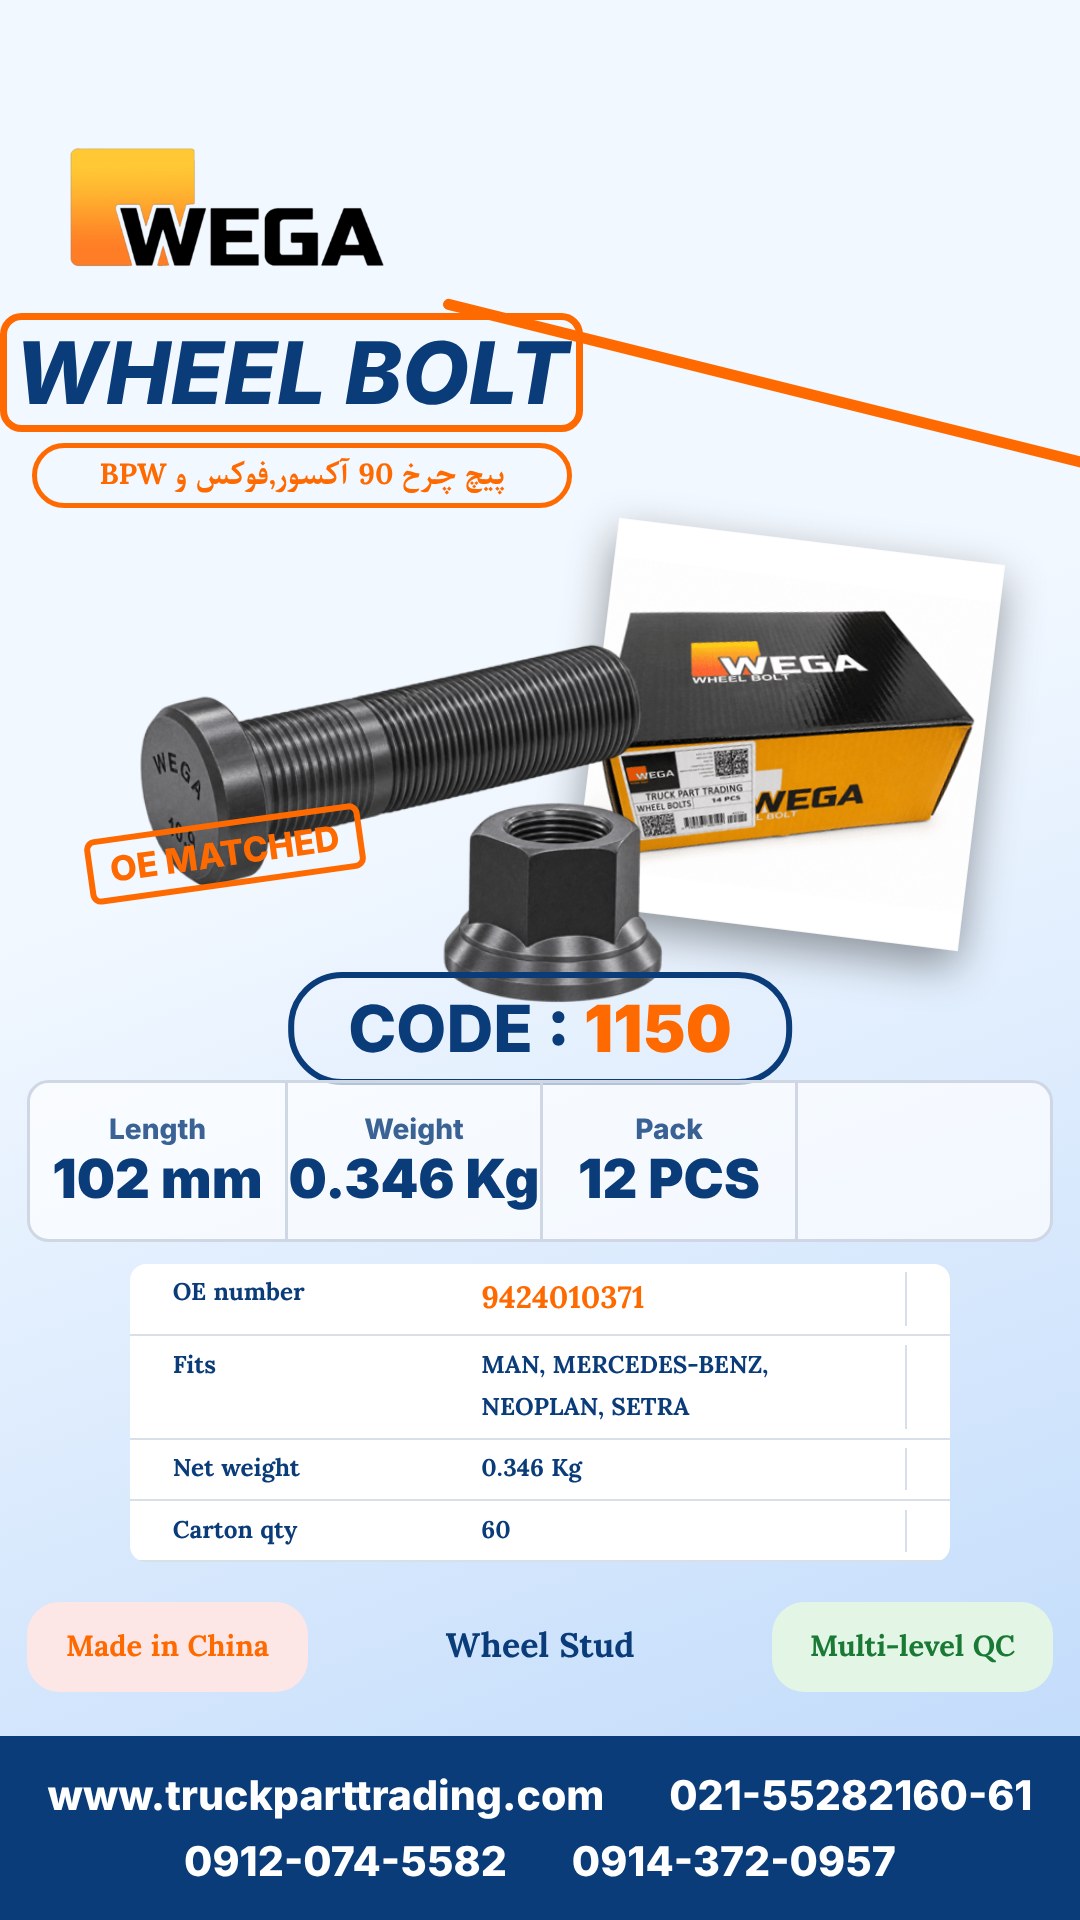 WEGA
WHEEL BOLT
پیچ چرخ 90 آکسور,فوکس و BPW
WEGA
WHEEL BOLT
WEGA
10.9
WEGA
TRUCK PART TRADING
WHEEL BOLTS 14 PCS
WEGA
L BOLT
OE MATCHED
CODE : 1150
Length
102 mm
Weight
0.346 Kg
Pack
12 PCS
OE number 9424010371
Fits MAN, MERCEDES-BENZ,
NEOPLAN, SETRA
Net weight 0.346 Kg
Carton qty 60
Made in China
Wheel Stud
Multi-level QC
www.truckparttrading.com 021-55282160-61
0912-074-5582 0914-372-0957